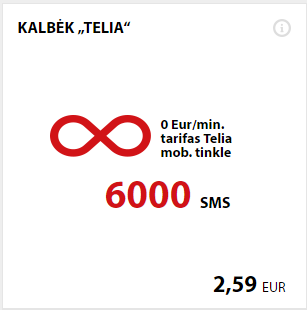 KALBĖK „TELIA“
0 Eur/min.
tarifas Telia
mob. tinkle
6000 SMS
2,59 EUR